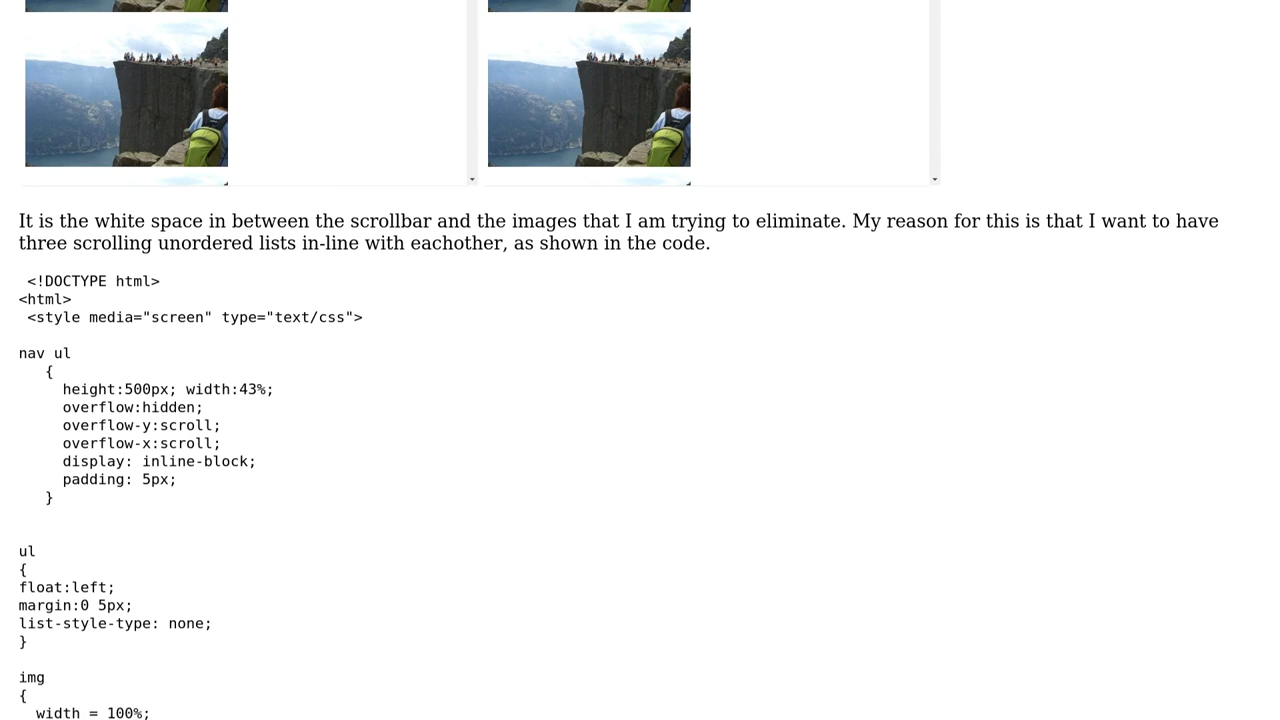 It is the white space in between the scrollbar and the images that I am trying to eliminate. My reason for this is that I want to have
three scrolling unordered lists in-line with eachother, as shown in the code.
<!DOCTYPE html>
<html>
<style media="screen" type="text/css">
nav ul
{
height:500px; width:43%;
overflow:hidden;
overflow-y:scroll;
overflow-x:scroll;
display: inline-block;
padding: 5px;
}
ul
{
float:left;
margin:0 5px;
list-style-type: none;
}
img
{
width = 100%;